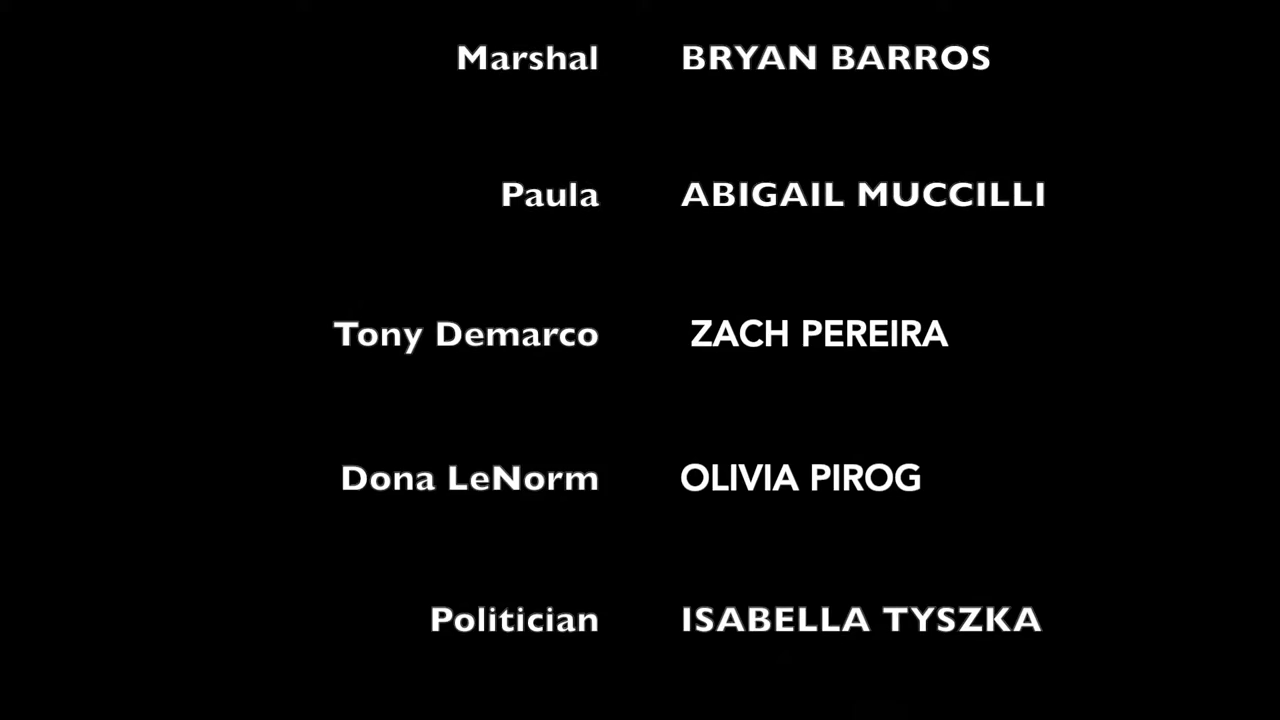 Marshal BRYAN BARROS
Paula ABIGAIL MUCCILLI
Tony Demarco ZACH PEREIRA
Dona LeNorm OLIVIA PIROG
Politician ISABELLA TYSZKA